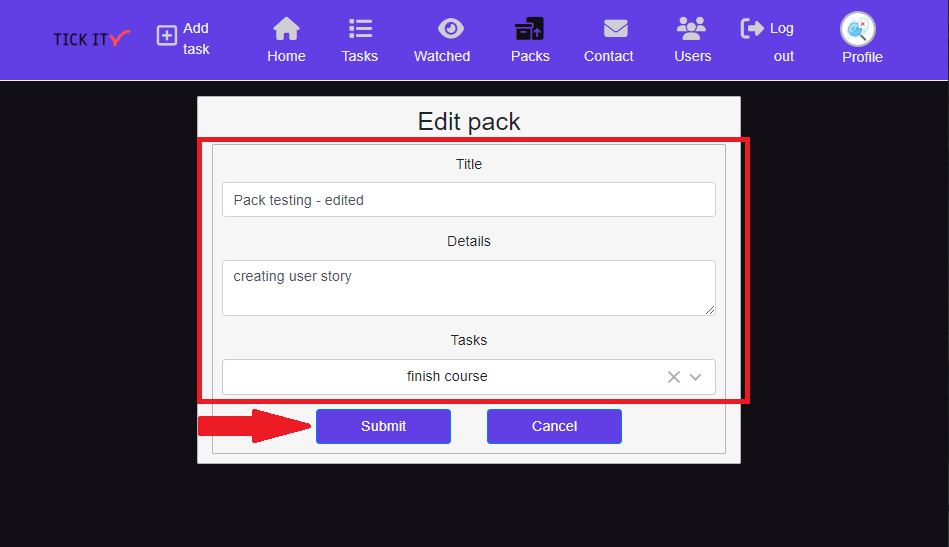 TICK IT
Add
task
Home
Tasks
Watched
Packs
Contact
Users
Log
out
Profile
Edit pack
Title
Pack testing - edited
Details
creating user story
Tasks
finish course
Submit
Cancel